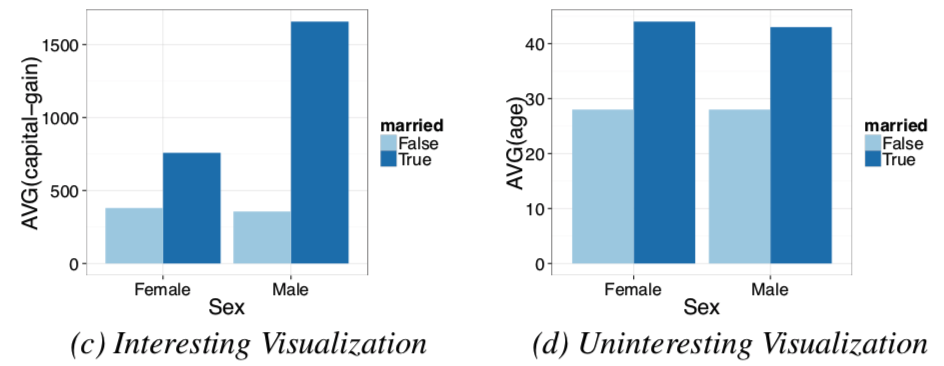 AVG(capital−gain)
1500
1000
500
0
Female
Male
Sex
married
False
True
(c) Interesting Visualization
AVG(age)
40
30
20
10
0
Female
Male
Sex
married
False
True
(d) Uninteresting Visualization